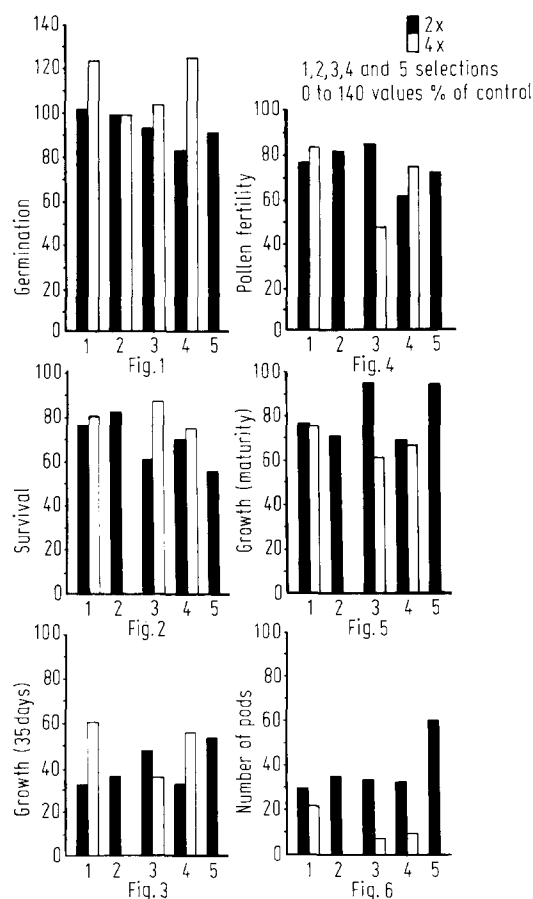 2x
4x
1,2,3,4 and 5 selections
0 to 140 values % of control
140
120
100
80
60
40
20
0
Germination
1 2 3 4 5
Fig.1
100
80
60
40
20
0
Pollen fertility
1 2 3 4 5
Fig.4
100
80
60
40
20
0
Survival
1 2 3 4 5
Fig.2
100
80
60
40
20
0
Growth (maturity)
1 2 3 4 5
Fig.5
100
80
60
40
20
0
Growth (35days)
1 2 3 4 5
Fig.3
100
80
60
40
20
0
Number of pods
1 2 3 4 5
Fig.6